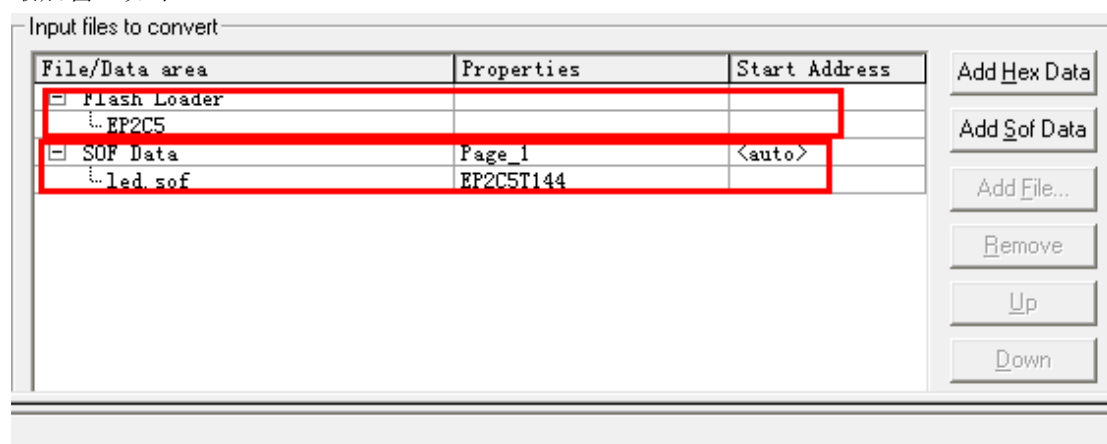 Input files to convert
File/Data area Properties Start Address
Flash Loader
EP2C5
SOF Data Page_1 <auto>
led.sof EP2C5T144
Add Hex Data
Add Sof Data
Add File...
Remove
Up
Down